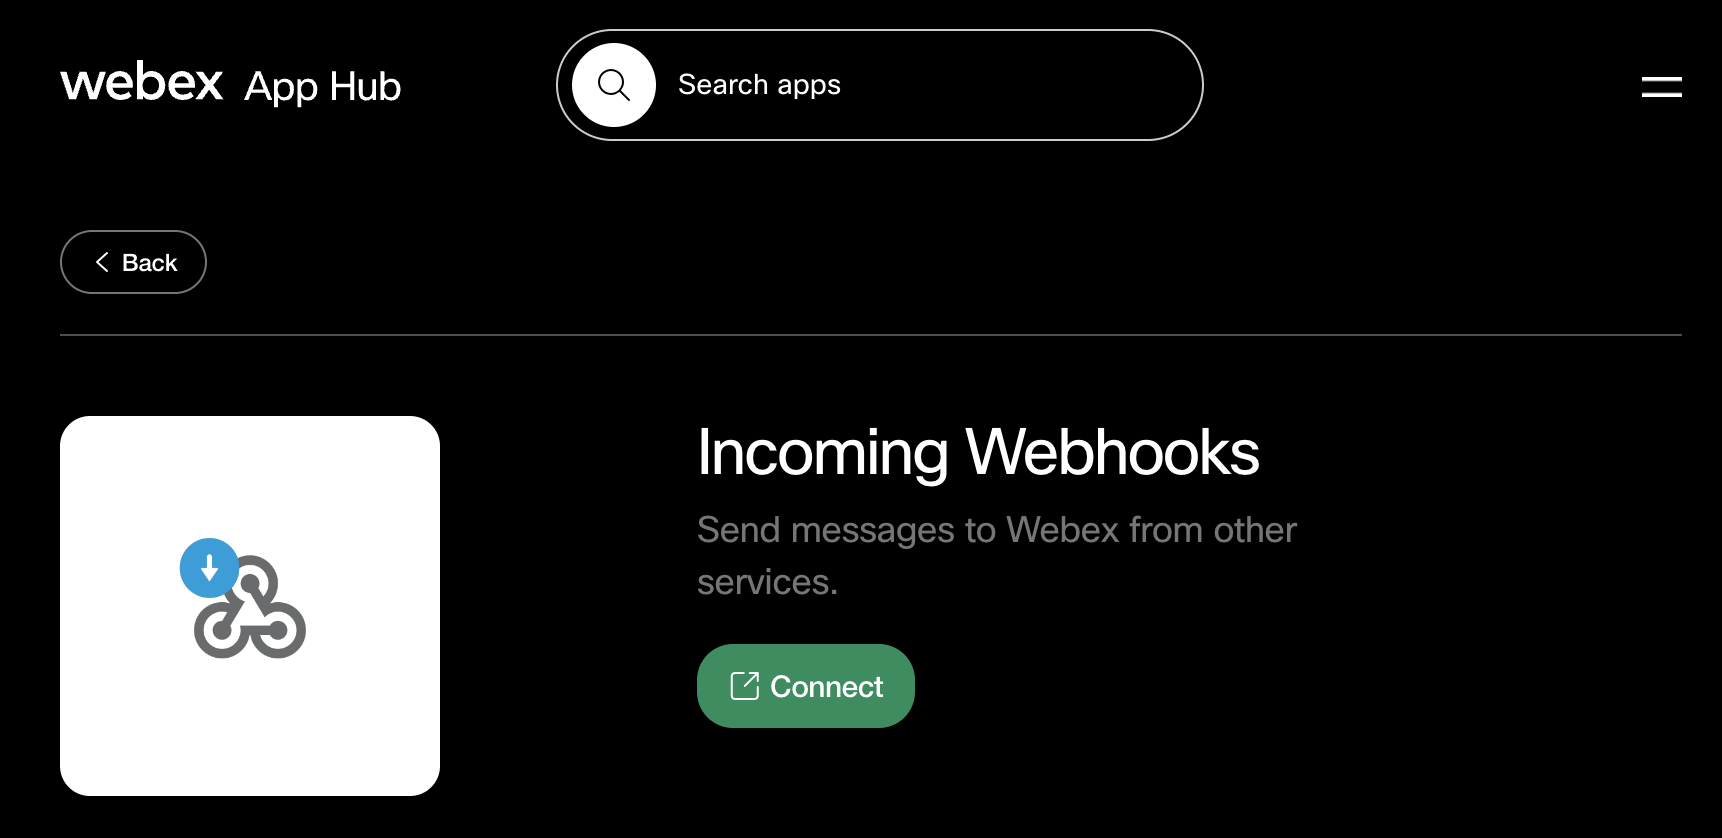 webex App Hub
Search apps
Back
Incoming Webhooks
Send messages to Webex from other
services.
Connect